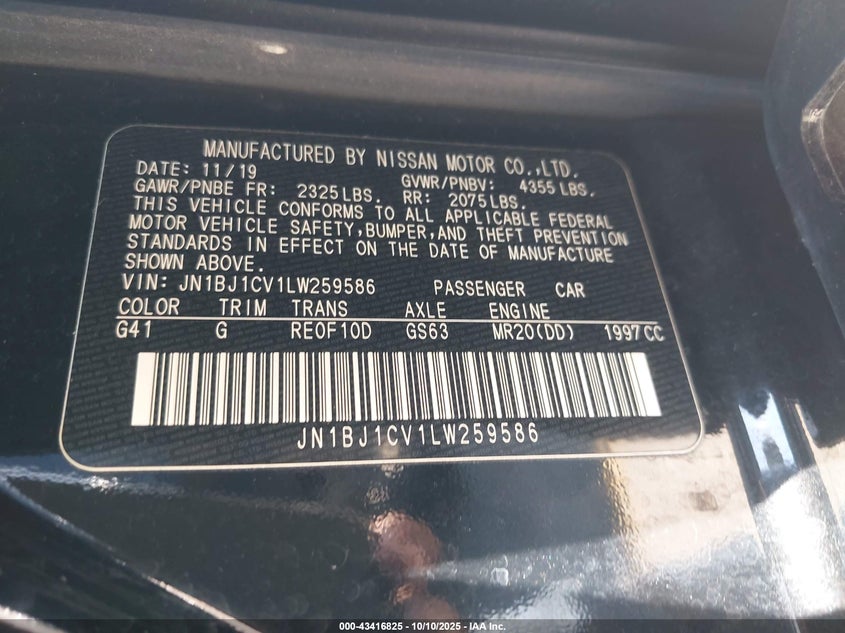 MANUFACTURED BY NISSAN MOTOR CO.,LTD.
DATE: 11/19 GVWR/PNBV: 4355 LBS.
GAWR/PNBE FR: 2325 LBS. RR: 2075 LBS.
THIS VEHICLE CONFORMS TO ALL APPLICABLE FEDERAL
MOTOR VEHICLE SAFETY, BUMPER, AND THEFT PREVENTION
STANDARDS IN EFFECT ON THE DATE OF MANUFACTURE
SHOWN ABOVE.
VIN: JN1BJ1CV1LW259586 PASSENGER CAR
COLOR TRIM TRANS AXLE ENGINE
G41 G RE0F10D GS63 MR20(DD) 1997 CC
JN1BJ1CV1LW259586
000-43416825 - 10/10/2025 - IAA Inc.